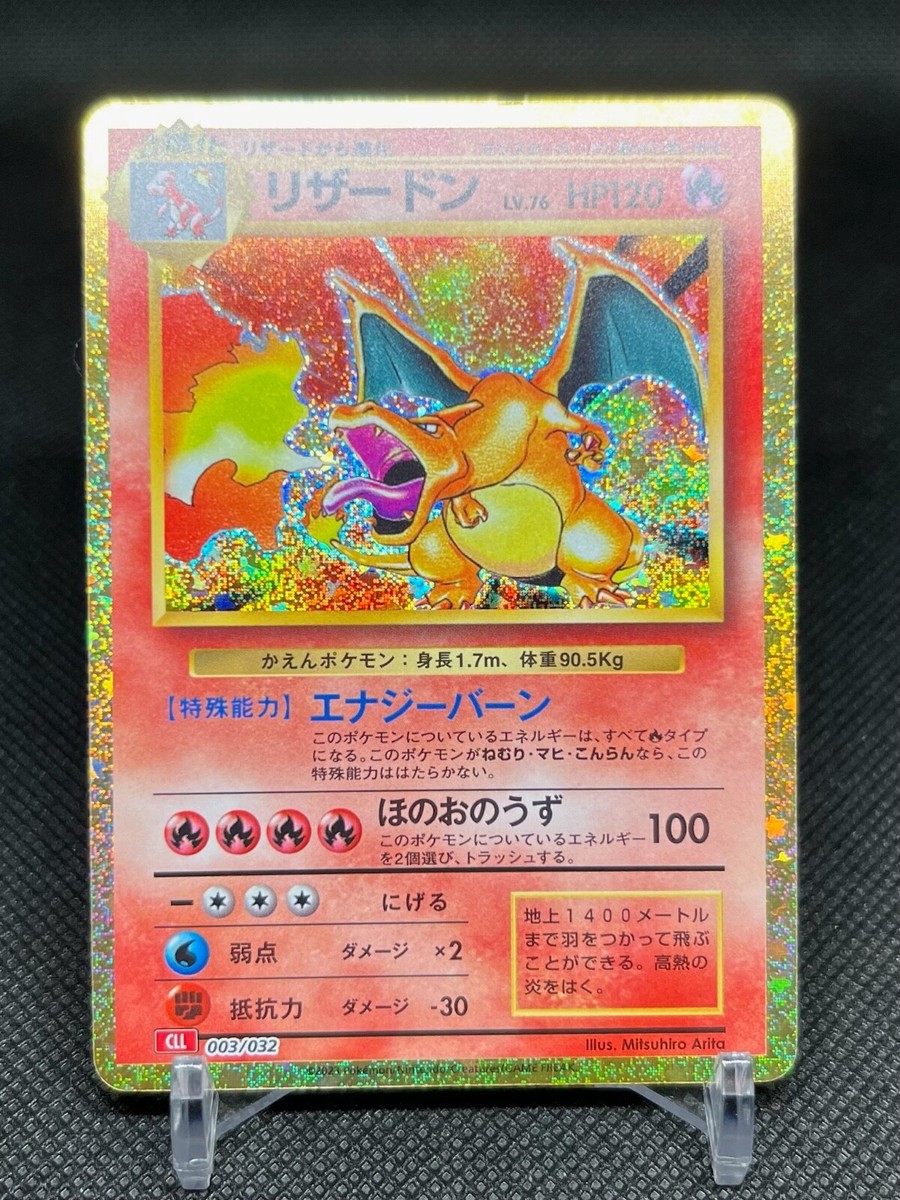 リザードから進化
リザードン LV.76 HP120
かえんポケモン：身長1.7m、体重90.5Kg
【特殊能力】 エナジーバーン
このポケモンについているエネルギーは、すべてタイプ
になる。このポケモンがねむり・マヒ・こんらんなら、この
特殊能力ははたらかない。
ほのおのうず 100
このポケモンについているエネルギー
を2個選び、トラッシュする。
にげる
弱点 ダメージ ×2
抵抗力 ダメージ -30
地上１４００メートル
まで羽をつかって飛ぶ
ことができる。高熱の
炎をはく。
CLL 003/032
Illus. Mitsuhiro Arita
©2023 Pokémon/Nintendo/Creatures/GAME FREAK.